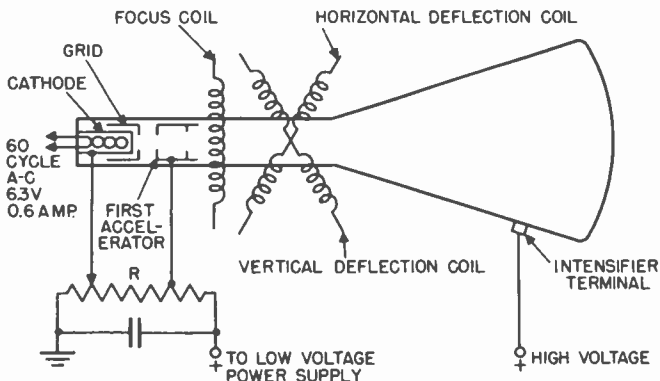 FOCUS COIL
HORIZONTAL DEFLECTION COIL
GRID
CATHODE
60
CYCLE
A-C
6.3V
0.6 AMP.
FIRST
ACCEL-
ERATOR
R
VERTICAL DEFLECTION COIL
INTENSIFIER
TERMINAL
+
TO LOW VOLTAGE
POWER SUPPLY
+
HIGH VOLTAGE